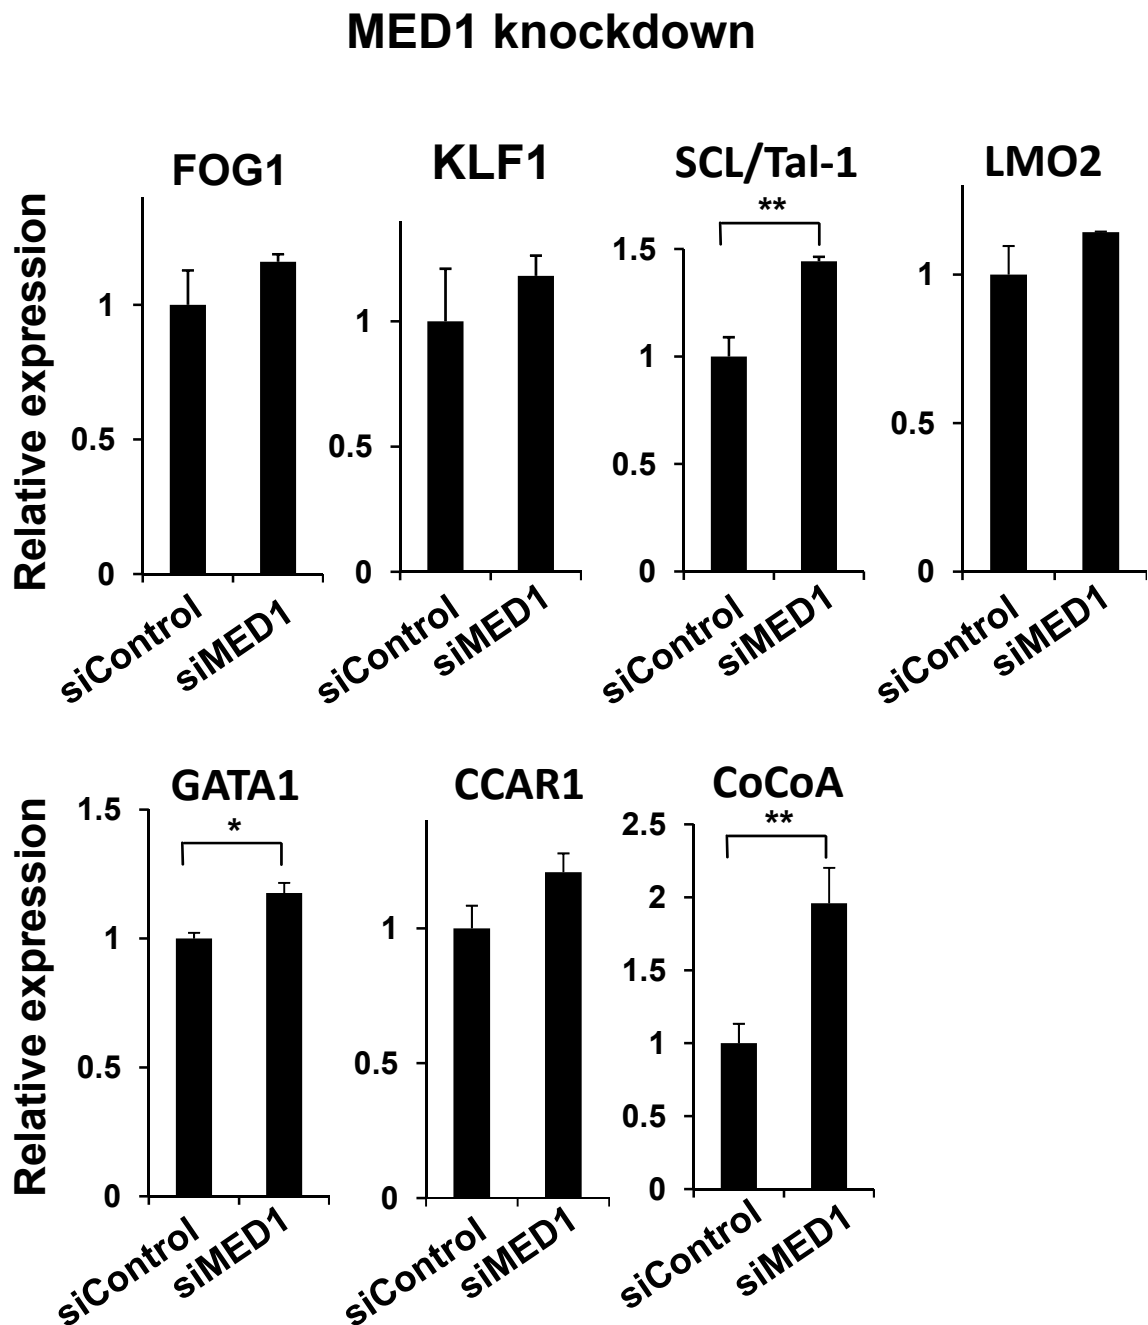 MED1 knockdown
FOG1
KLF1
SCL/Tal-1
LMO2
Relative expression
1
0.5
0
siControl
siMED1
1
0.5
0
siControl
siMED1
**
1.5
1
0.5
0
siControl
siMED1
1
0.5
0
siControl
siMED1
GATA1
CCAR1
CoCoA
Relative expression
*
1.5
1
0.5
0
siControl
siMED1
1
0.5
0
siControl
siMED1
**
2.5
2
1.5
1
0.5
0
siControl
siMED1